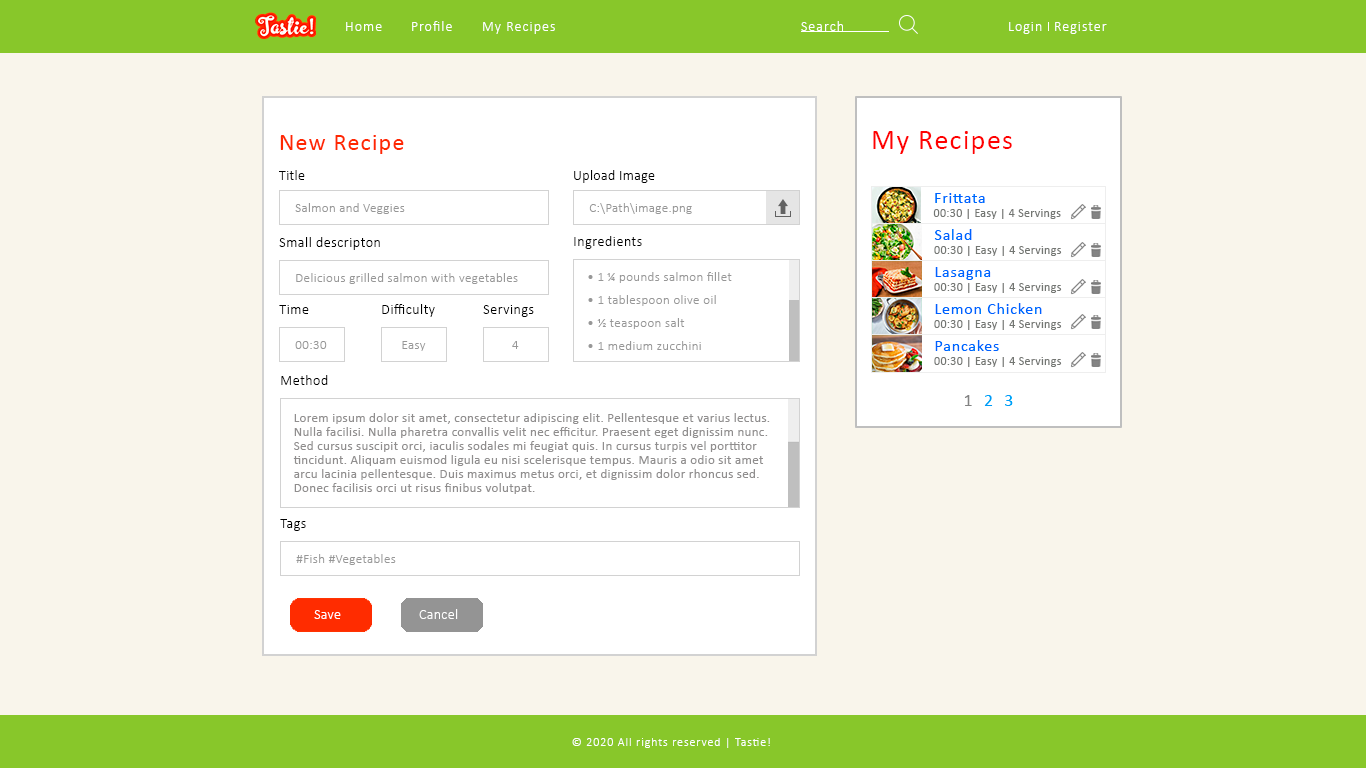 Tastie!
Home Profile My Recipes
Search
Login I Register
New Recipe
Title
Salmon and Veggies
Upload Image
C:\Path\image.png
Small descripton
Delicious grilled salmon with vegetables
Ingredients
• 1 ¼ pounds salmon fillet
• 1 tablespoon olive oil
• ½ teaspoon salt
• 1 medium zucchini
Time Difficulty Servings
00:30 Easy 4
Method
Lorem ipsum dolor sit amet, consectetur adipiscing elit. Pellentesque et varius lectus.
Nulla facilisi. Nulla pharetra convallis velit nec efficitur. Praesent eget dignissim nunc.
Sed cursus suscipit orci, iaculis sodales mi feugiat quis. In cursus turpis vel porttitor
tincidunt. Aliquam euismod ligula eu nisi scelerisque tempus. Mauris a odio sit amet
arcu lacinia pellentesque. Duis maximus metus orci, et dignissim dolor rhoncus sed.
Donec facilisis orci ut risus finibus volutpat.
Tags
#Fish #Vegetables
Save Cancel
My Recipes
Frittata
00:30 | Easy | 4 Servings
Salad
00:30 | Easy | 4 Servings
Lasagna
00:30 | Easy | 4 Servings
Lemon Chicken
00:30 | Easy | 4 Servings
Pancakes
00:30 | Easy | 4 Servings
1 2 3
© 2020 All rights reserved | Tastie!